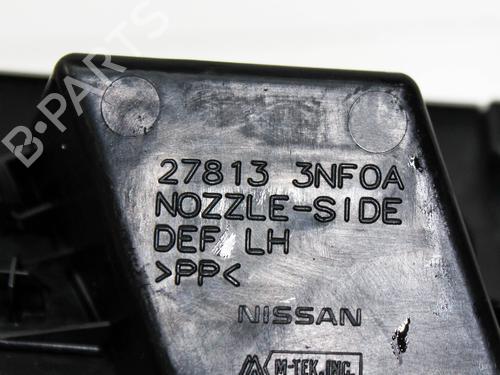 B-PARTS
27813 3NF0A
NOZZLE-SIDE
DEF LH
>PP<
NISSAN
M-TEK, INC.